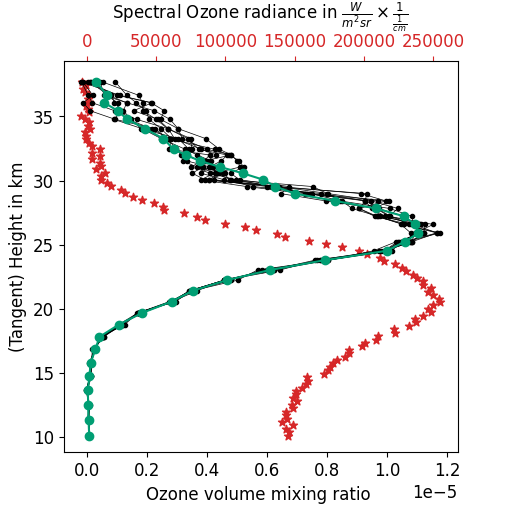 Spectral Ozone radiance in W/(m²sr) × 1/(1/cm)
0 50000 100000 150000 200000 250000
(Tangent) Height in km
35
30
25
20
15
10
0.0 0.2 0.4 0.6 0.8 1.0 1.2
1e−5
Ozone volume mixing ratio